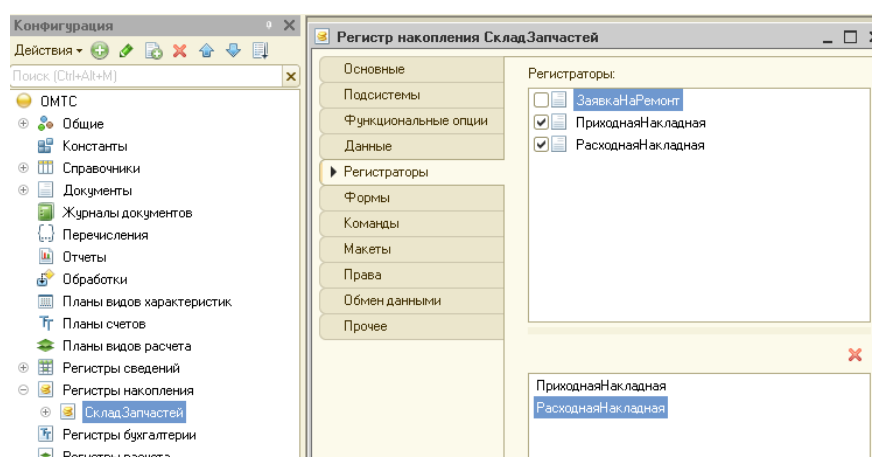 Конфигурация
Действия
Поиск (Ctrl+Alt+M)
ОМТС
Общие
Константы
Справочники
Документы
Журналы документов
Перечисления
Отчеты
Обработки
Планы видов характеристик
Планы счетов
Планы видов расчета
Регистры сведений
Регистры накопления
СкладЗапчастей
Регистры бухгалтерии
Регистры расчета
Регистр накопления СкладЗапчастей
Основные
Подсистемы
Функциональные опции
Данные
Регистраторы
Формы
Команды
Макеты
Права
Обмен данными
Прочее
Регистраторы:
ЗаявкаНаРемонт
ПриходнаяНакладная
РасходнаяНакладная
ПриходнаяНакладная
РасходнаяНакладная